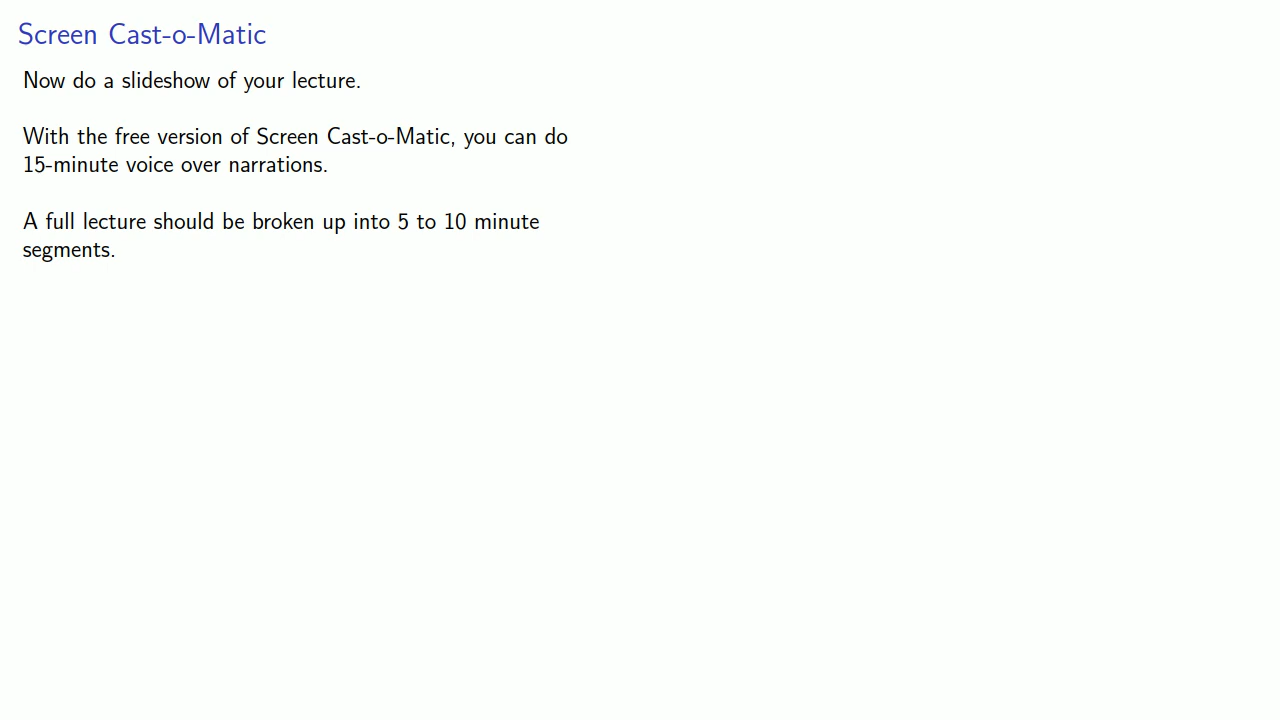 Screen Cast-o-Matic
Now do a slideshow of your lecture.
With the free version of Screen Cast-o-Matic, you can do
15-minute voice over narrations.
A full lecture should be broken up into 5 to 10 minute
segments.